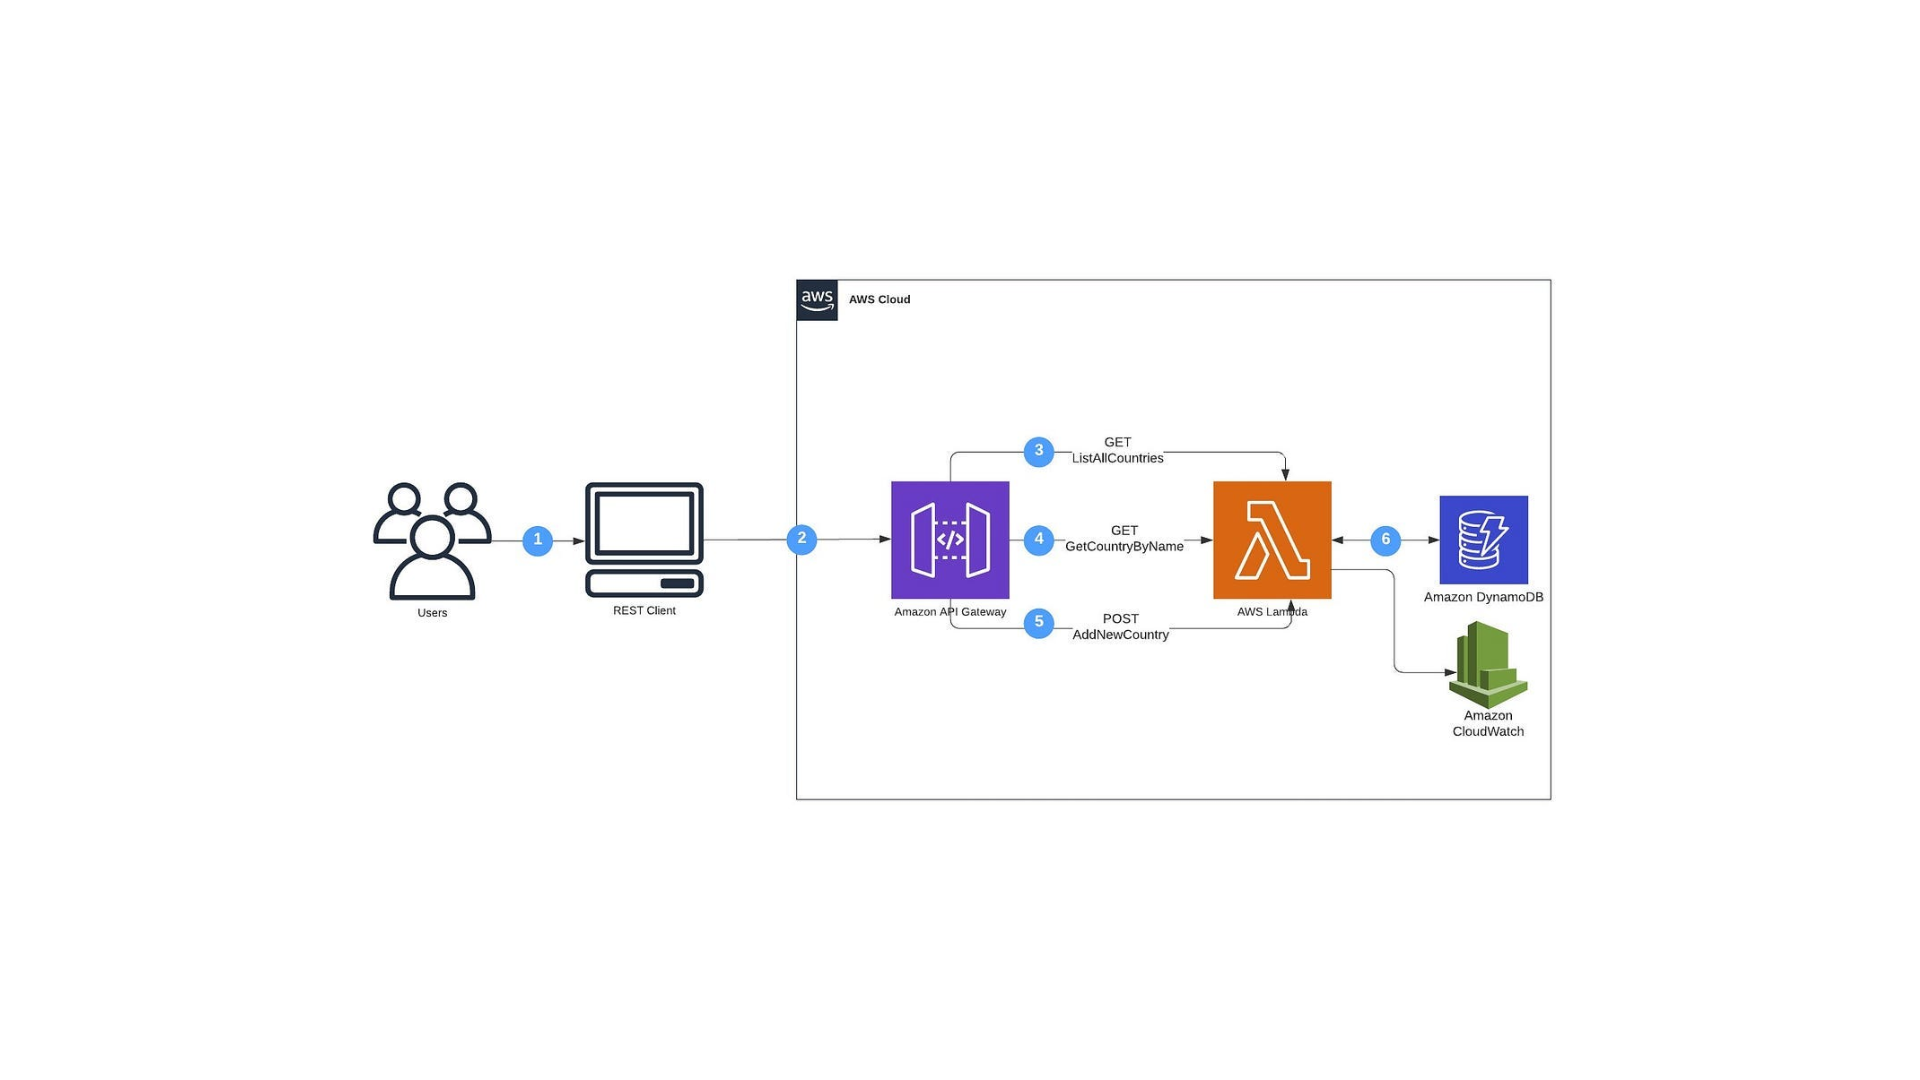 aws
AWS Cloud
3
GET
ListAllCountries
1
2
4
GET
GetCountryByName
6
Users
REST Client
Amazon API Gateway
AWS Lambda
Amazon DynamoDB
5
POST
AddNewCountry
Amazon
CloudWatch